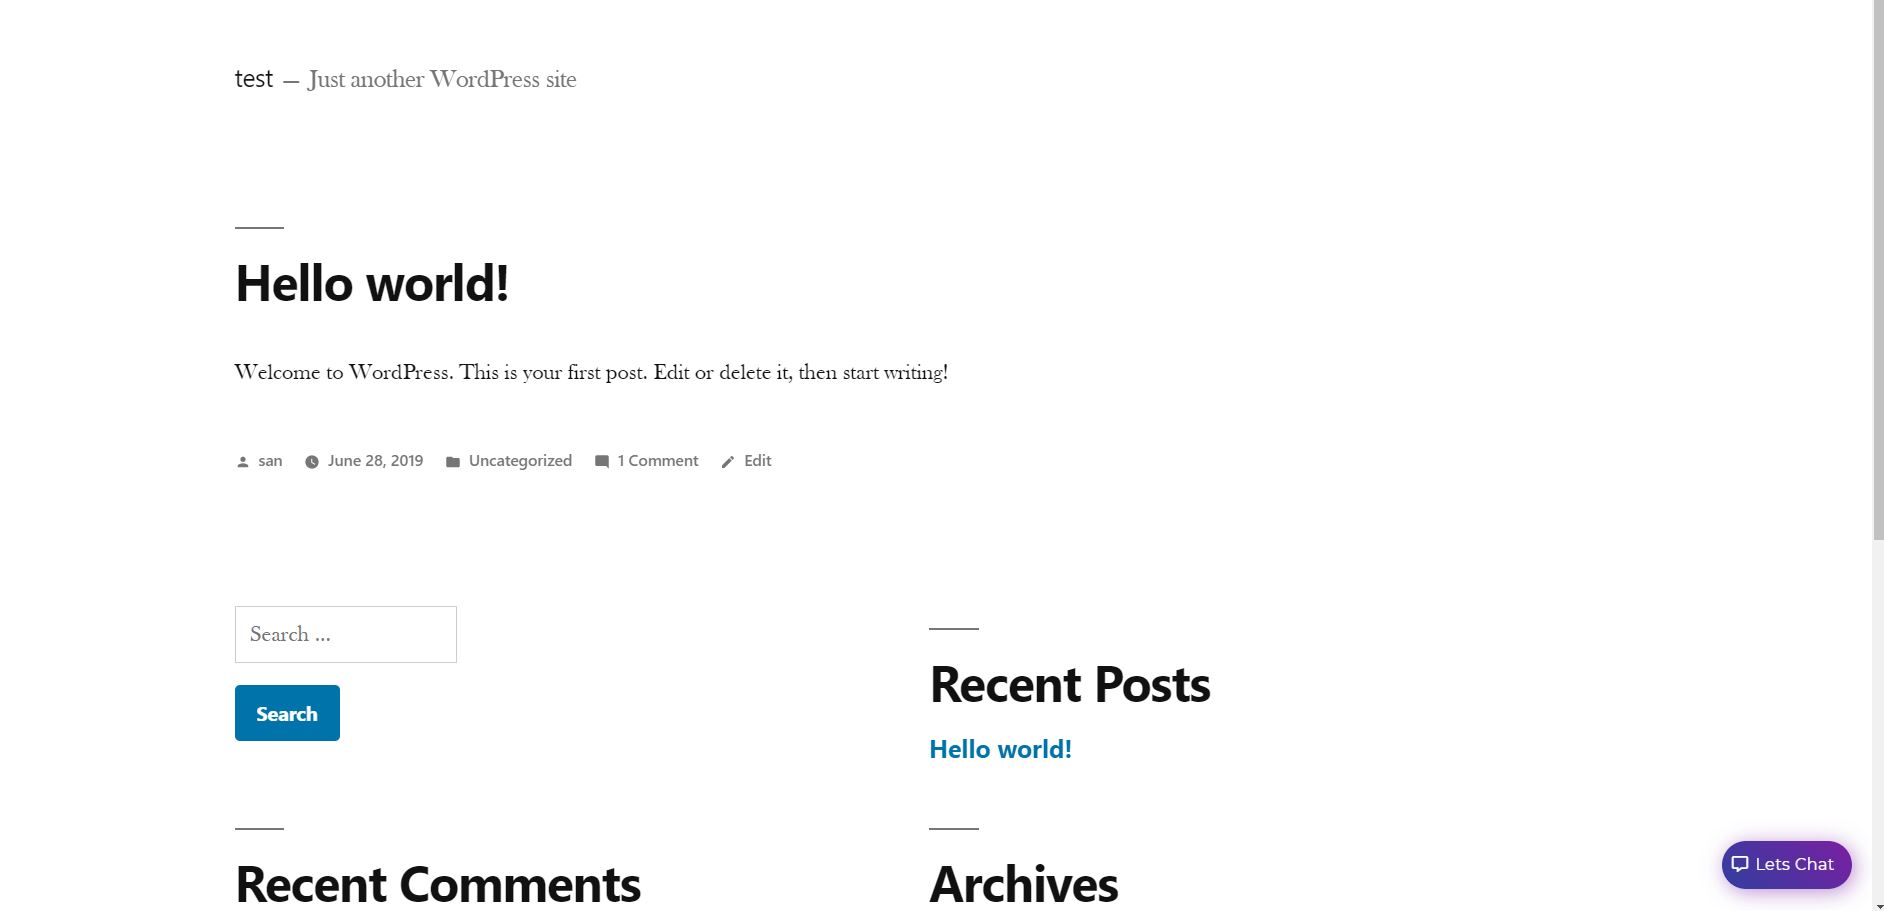 test — Just another WordPress site
Hello world!
Welcome to WordPress. This is your first post. Edit or delete it, then start writing!
san June 28, 2019 Uncategorized 1 Comment Edit
Search ...
Search
Recent Posts
Hello world!
Recent Comments
Archives
Lets Chat